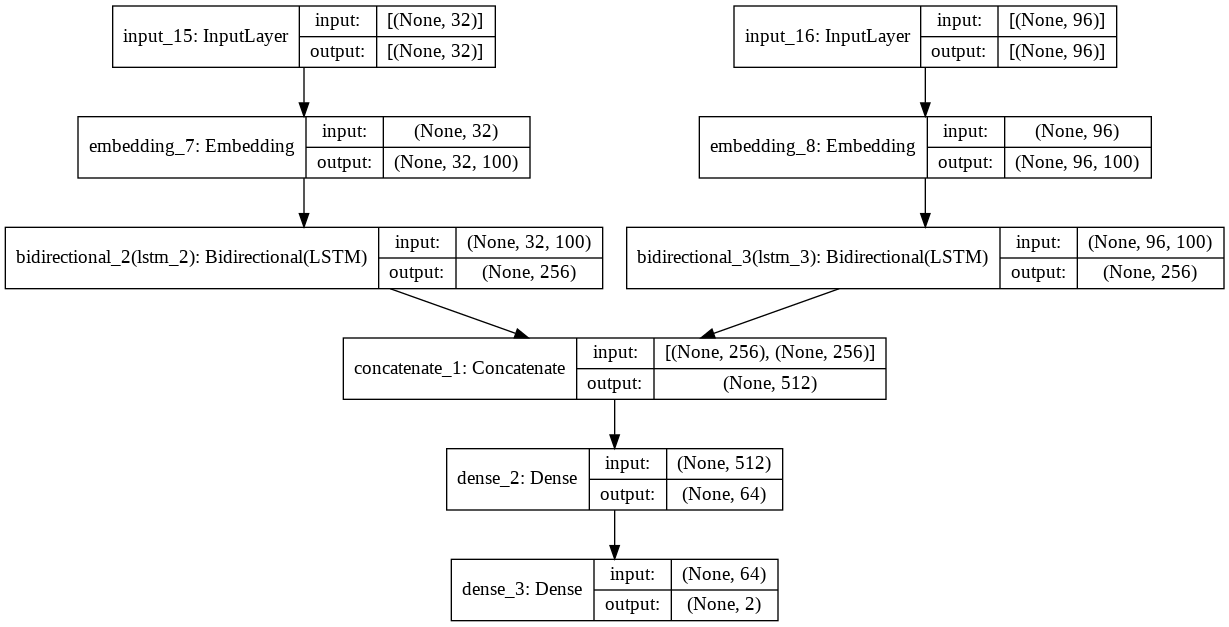 input_15: InputLayer
input: [(None, 32)]
output: [(None, 32)]
input_16: InputLayer
input: [(None, 96)]
output: [(None, 96)]
embedding_7: Embedding
input: (None, 32)
output: (None, 32, 100)
embedding_8: Embedding
input: (None, 96)
output: (None, 96, 100)
bidirectional_2(lstm_2): Bidirectional(LSTM)
input: (None, 32, 100)
output: (None, 256)
bidirectional_3(lstm_3): Bidirectional(LSTM)
input: (None, 96, 100)
output: (None, 256)
concatenate_1: Concatenate
input: [(None, 256), (None, 256)]
output: (None, 512)
dense_2: Dense
input: (None, 512)
output: (None, 64)
dense_3: Dense
input: (None, 64)
output: (None, 2)